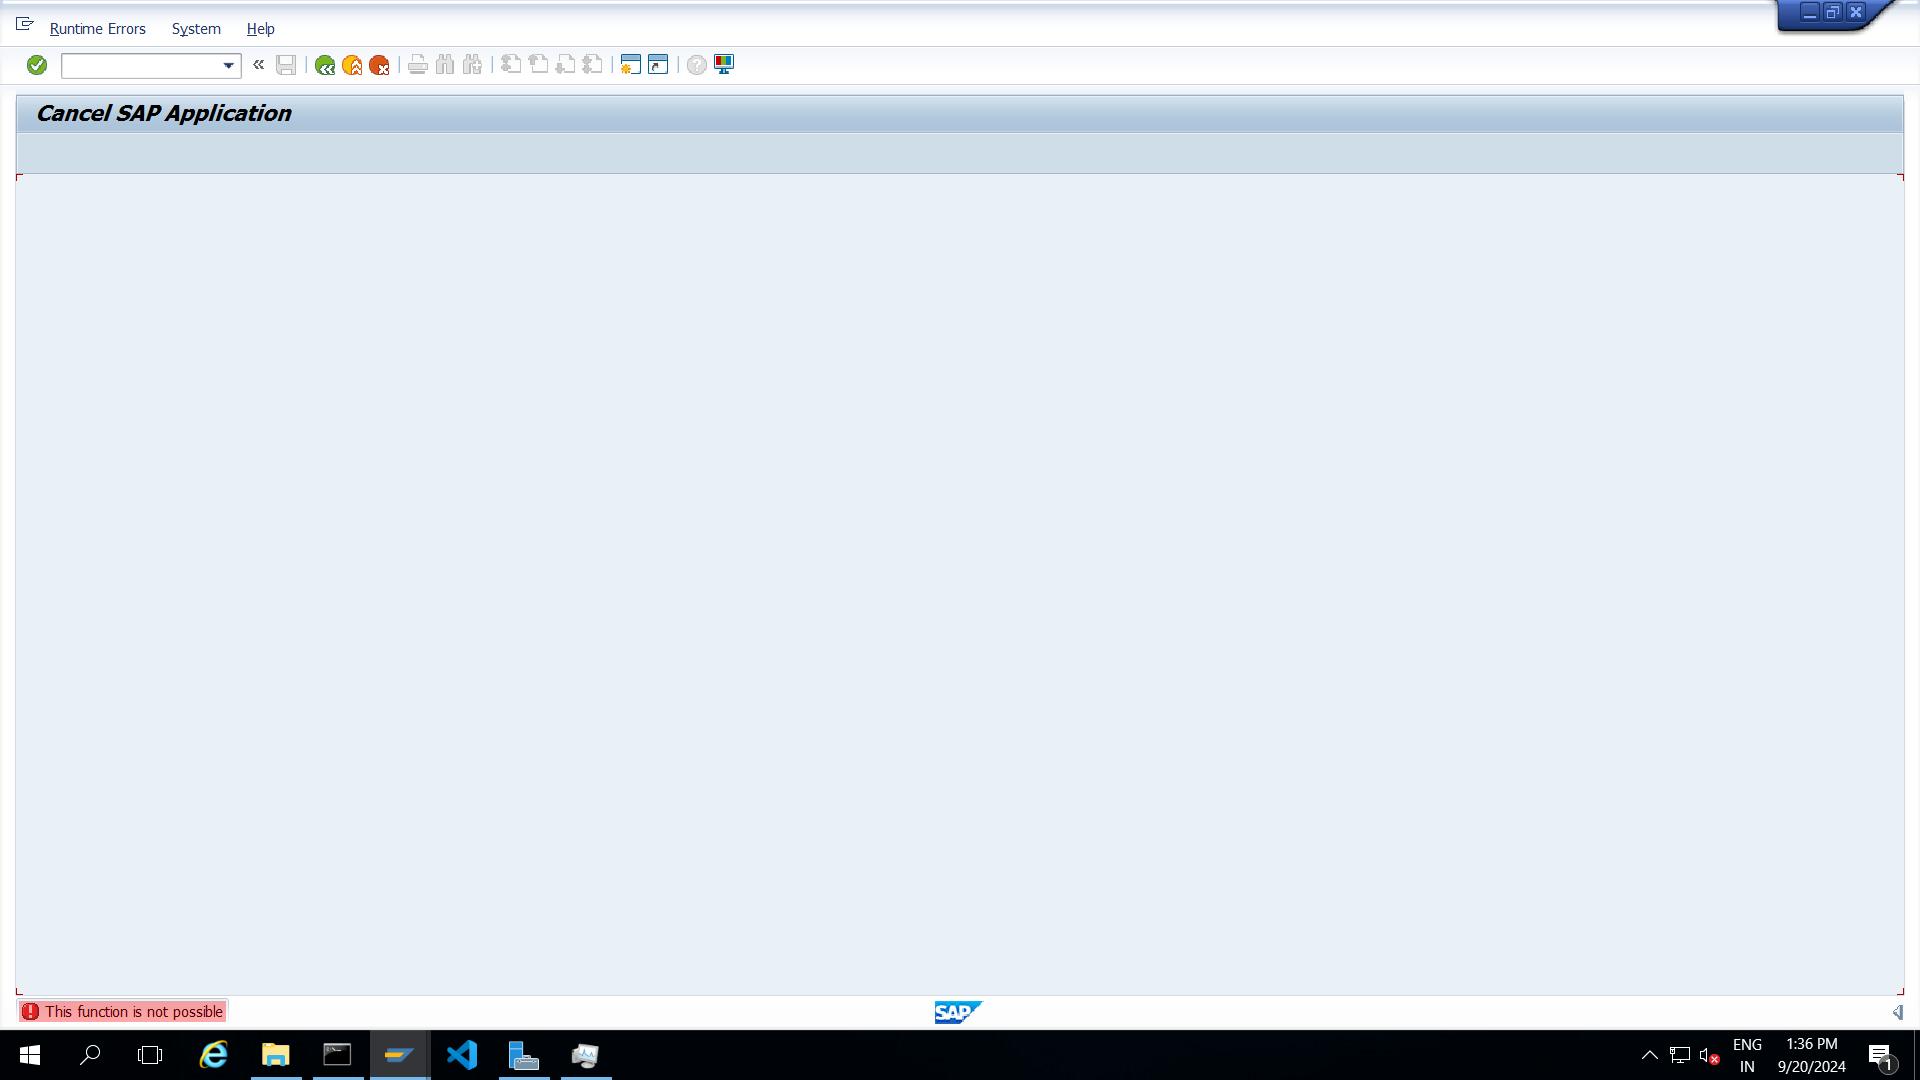 Runtime Errors System Help
Cancel SAP Application
This function is not possible
SAP
ENG
IN
1:36 PM
9/20/2024
1